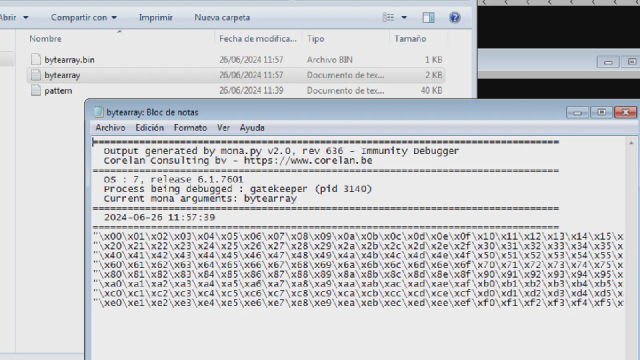 Abrir
Compartir con
Imprimir
Nueva carpeta
Nombre
Fecha de modifica...
Tipo
Tamaño
bytearray.bin
26/06/2024 11:57
Archivo BIN
1 KB
bytearray
26/06/2024 11:57
Documento de tex...
2 KB
pattern
26/06/2024 11:39
Documento de tex...
40 KB
bytearray: Bloc de notas
Archivo Edición Formato Ver Ayuda
================================================================================
Output generated by mona.py v2.0, rev 636 - Immunity Debugger
Corelan Consulting bv - https://www.corelan.be
================================================================================
OS : 7, release 6.1.7601
Process being debugged : gatekeeper (pid 3140)
Current mona arguments: bytearray
================================================================================
2024-06-26 11:57:39
================================================================================
"\x00\x01\x02\x03\x04\x05\x06\x07\x08\x09\x0a\x0b\x0c\x0d\x0e\x0f\x10\x11\x12\x13\x14\x15\x
"\x20\x21\x22\x23\x24\x25\x26\x27\x28\x29\x2a\x2b\x2c\x2d\x2e\x2f\x30\x31\x32\x33\x34\x35\x
"\x40\x41\x42\x43\x44\x45\x46\x47\x48\x49\x4a\x4b\x4c\x4d\x4e\x4f\x50\x51\x52\x53\x54\x55\x
"\x60\x61\x62\x63\x64\x65\x66\x67\x68\x69\x6a\x6b\x6c\x6d\x6e\x6f\x70\x71\x72\x73\x74\x75\x
"\x80\x81\x82\x83\x84\x85\x86\x87\x88\x89\x8a\x8b\x8c\x8d\x8e\x8f\x90\x91\x92\x93\x94\x95\x
"\xa0\xa1\xa2\xa3\xa4\xa5\xa6\xa7\xa8\xa9\xaa\xab\xac\xad\xae\xaf\xb0\xb1\xb2\xb3\xb4\xb5\x
"\xc0\xc1\xc2\xc3\xc4\xc5\xc6\xc7\xc8\xc9\xca\xcb\xcc\xcd\xce\xcf\xd0\xd1\xd2\xd3\xd4\xd5\x
"\xe0\xe1\xe2\xe3\xe4\xe5\xe6\xe7\xe8\xe9\xea\xeb\xec\xed\xee\xef\xf0\xf1\xf2\xf3\xf4\xf5\x